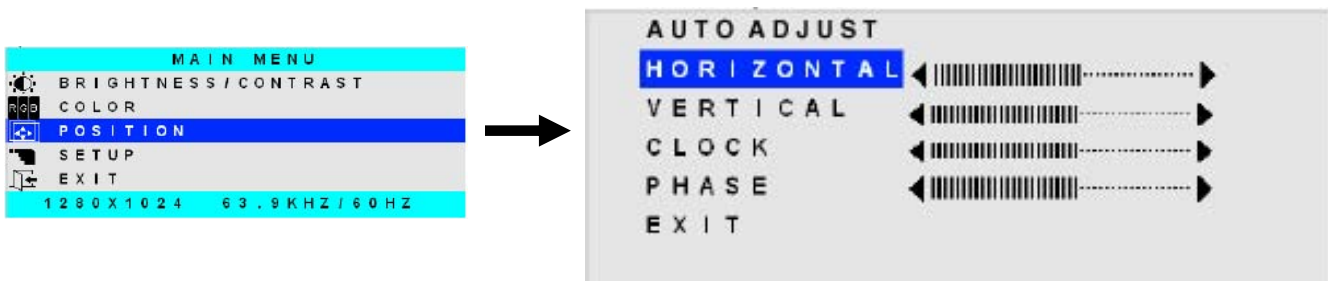 MAIN MENU
BRIGHTNESS/CONTRAST
RGB COLOR
POSITION
SETUP
EXIT
1280X1024 63.9KHZ/60HZ
AUTO ADJUST
HORIZONTAL
VERTICAL
CLOCK
PHASE
EXIT